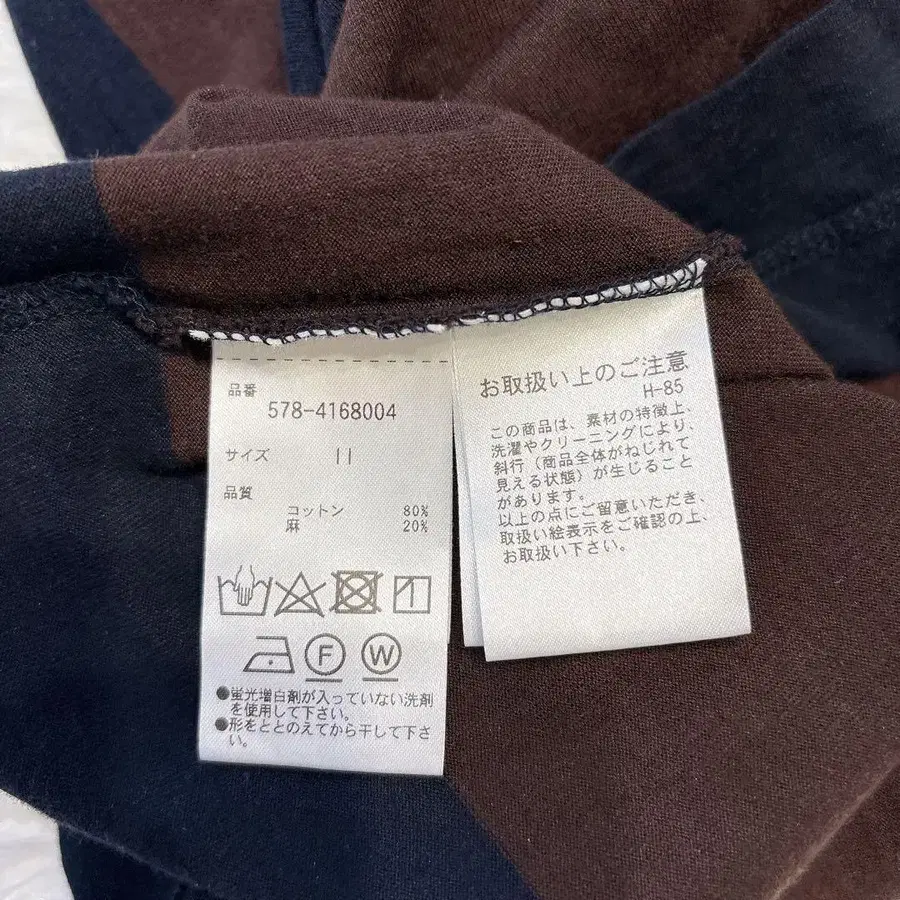 品番
578-4168004
サイズ II
品質
コットン 80%
麻 20%
F W
●蛍光増白剤が入っていない洗剤
を使用して下さい。
●形をととのえてから干して下さ
い。
お取扱い上のご注意
H-85
この商品は、素材の特徴上、
洗濯やクリーニングにより、
斜行（商品全体がねじれて
見える状態）が生じること
があります。
以上の点にご留意いただき、
取扱い絵表示をご確認の上、
お取扱い下さい。